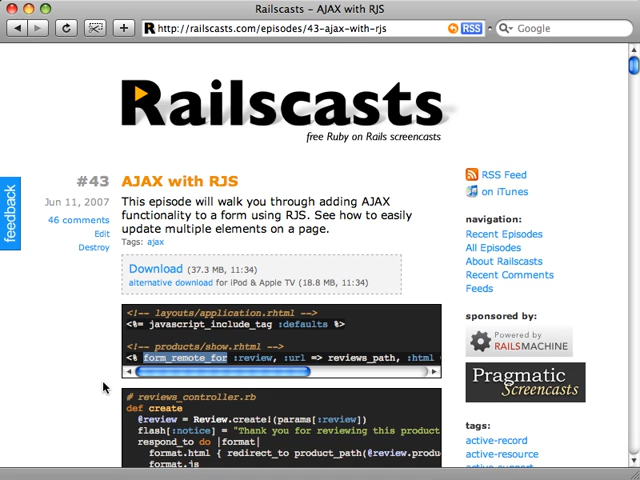 Railscasts – AJAX with RJS
http://railscasts.com/episodes/43-ajax-with-rjs
RSS
Google
Railscasts
free Ruby on Rails screencasts
feedback
#43
AJAX with RJS
Jun 11, 2007
46 comments
Edit
Destroy
This episode will walk you through adding AJAX
functionality to a form using RJS. See how to easily
update multiple elements on a page.
Tags: ajax
Download (37.3 MB, 11:34)
alternative download for iPod & Apple TV (18.8 MB, 11:34)
<!-- layouts/application.rhtml -->
<%= javascript_include_tag :defaults %>
<!-- products/show.rhtml -->
<% form_remote_for :review, :url => reviews_path, :html
# reviews_controller.rb
def create
@review = Review.create!(params[:review])
flash[:notice] = "Thank you for reviewing this product
respond_to do |format|
format.html { redirect_to product_path(@review.produ
format.js
RSS Feed
on iTunes
navigation:
Recent Episodes
All Episodes
About Railscasts
Recent Comments
Feeds
sponsored by:
Powered by
RAILSMACHINE
Pragmatic
Screencasts
tags:
active-record
active-resource
active-support